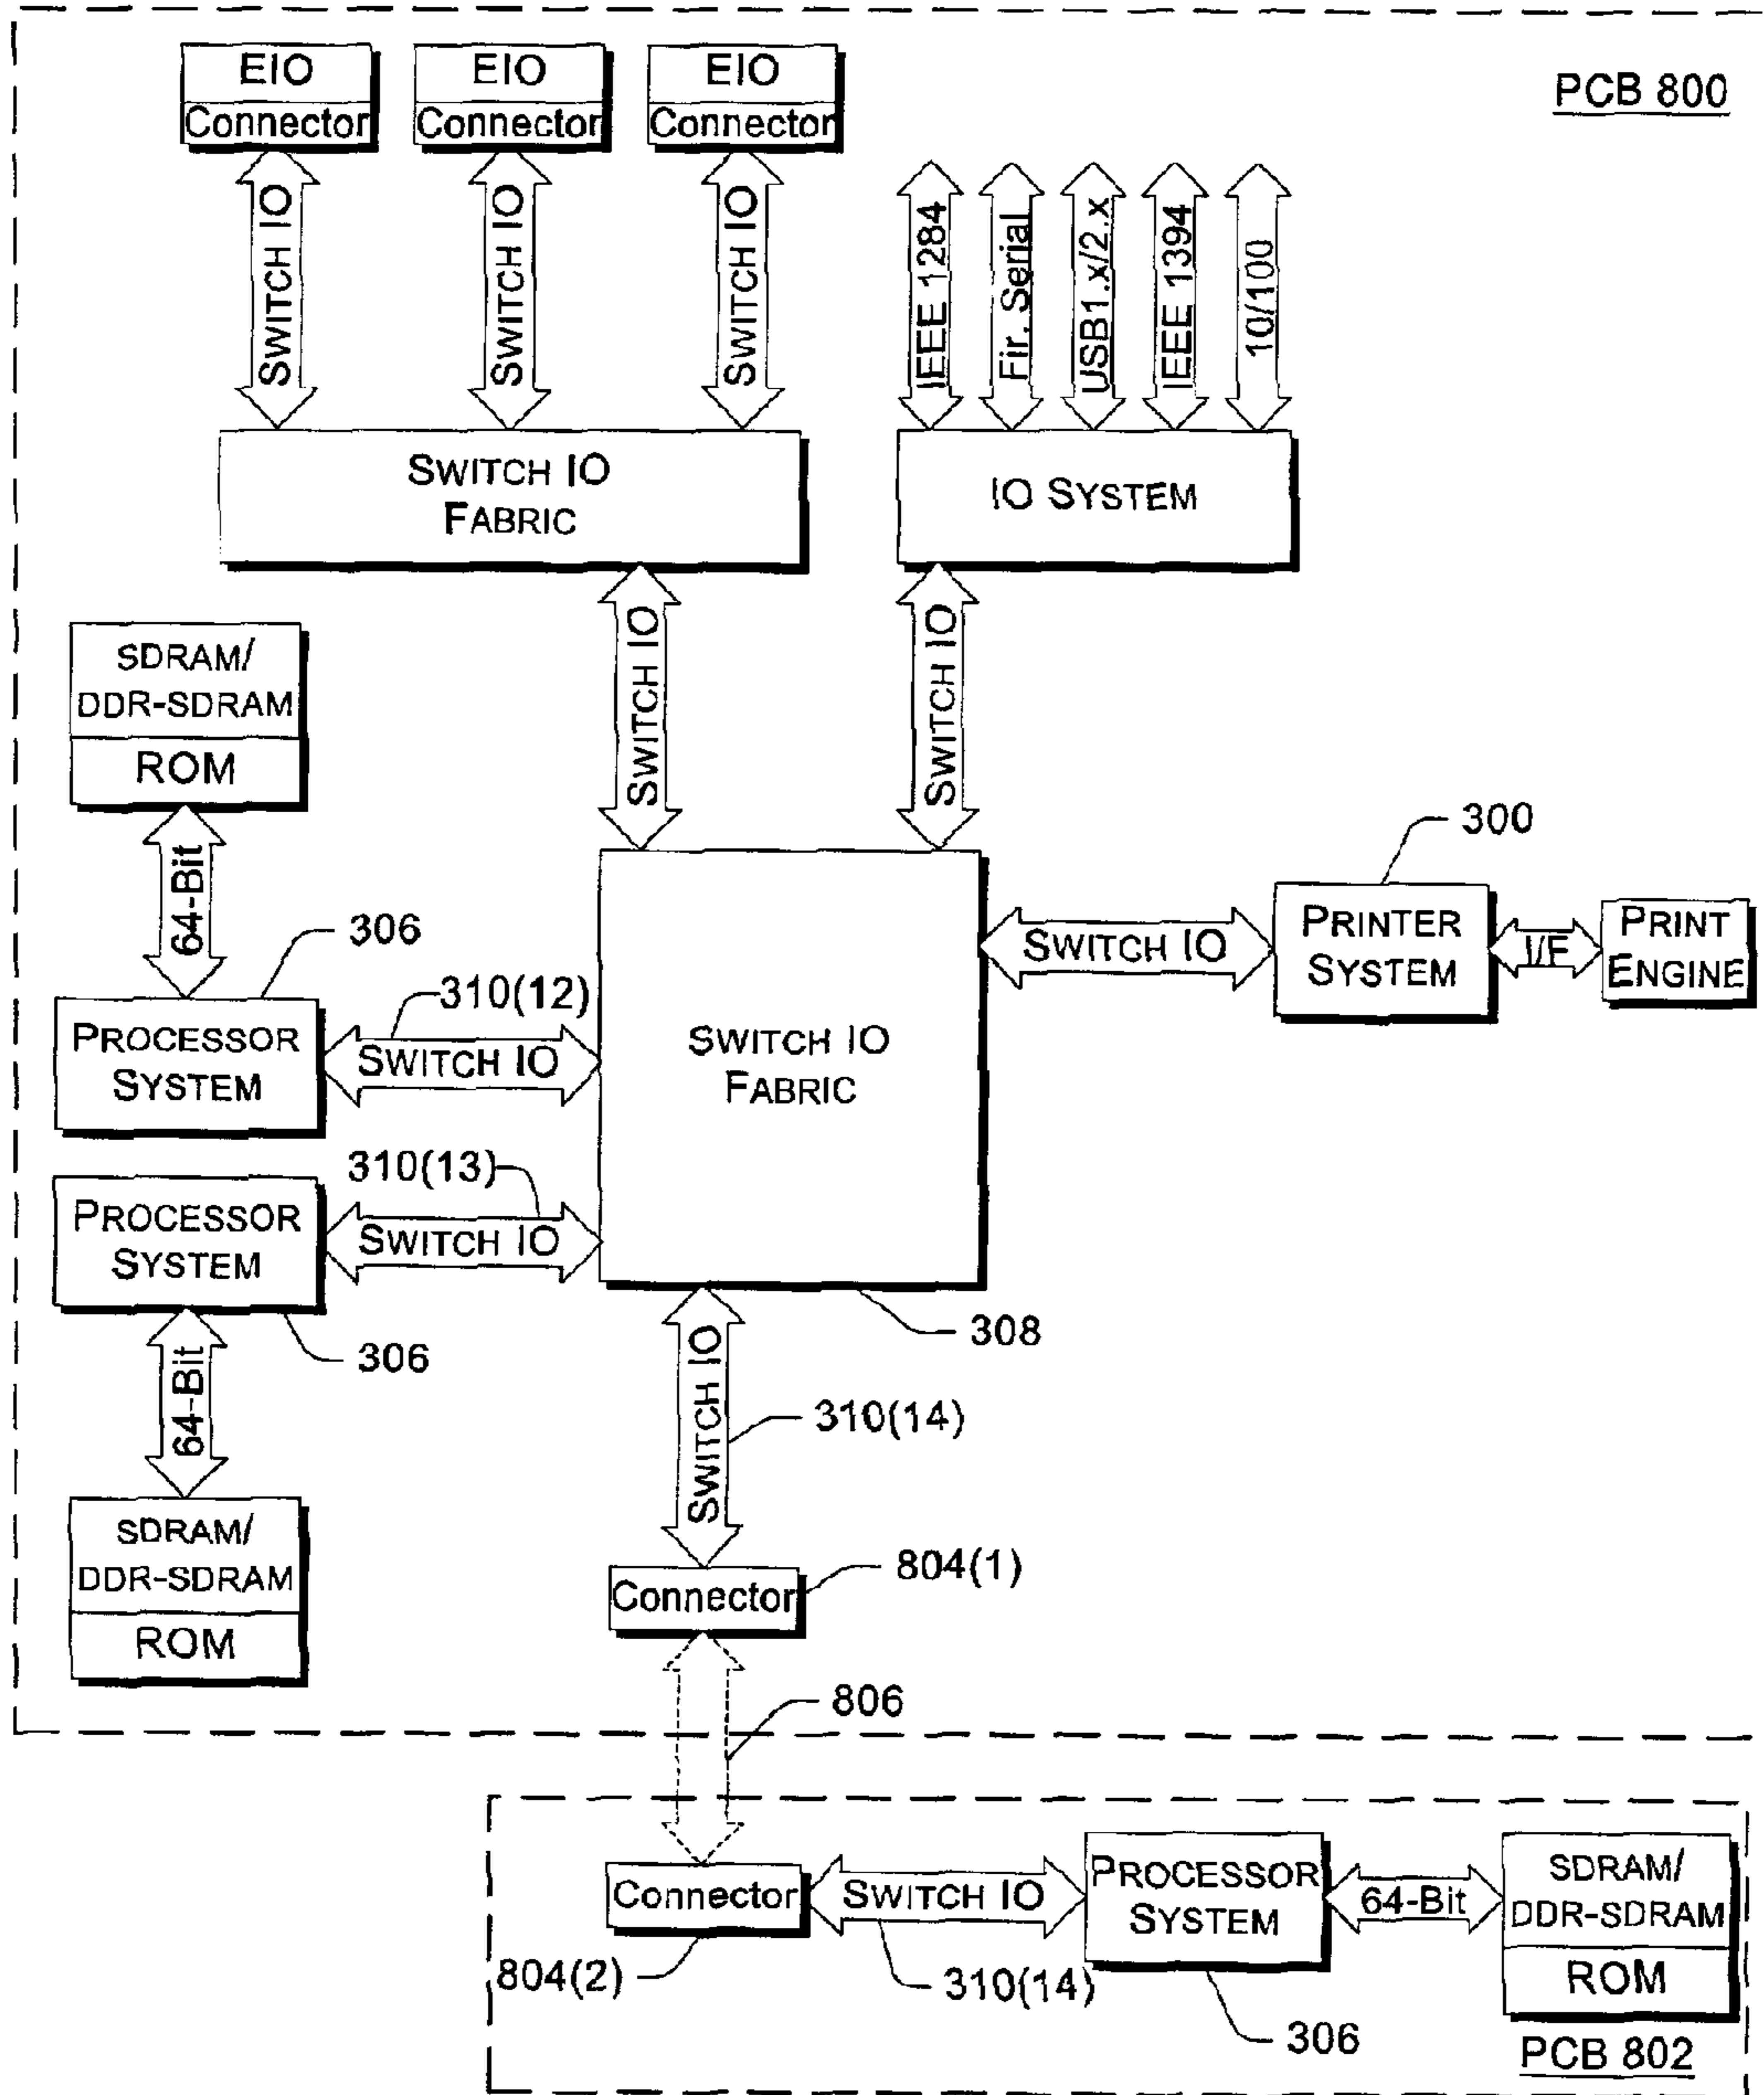 PCB 800
EIO
Connector
EIO
Connector
EIO
Connector
SWITCH IO
SWITCH IO
SWITCH IO
IEEE 1284
Fir. Serial
USB1.x/2.x
IEEE 1394
10/100
SWITCH IO
FABRIC
IO SYSTEM
SWITCH IO
SWITCH IO
SDRAM/
DDR-SDRAM
ROM
64-Bit
306
PROCESSOR
SYSTEM
310(12)
SWITCH IO
SWITCH IO
FABRIC
SWITCH IO
300
PRINTER
SYSTEM
I/F
PRINT
ENGINE
310(13)
PROCESSOR
SYSTEM
SWITCH IO
308
306
64-Bit
SWITCH IO
310(14)
SDRAM/
DDR-SDRAM
ROM
Connector
804(1)
806
Connector
804(2)
SWITCH IO
310(14)
PROCESSOR
SYSTEM
306
64-Bit
SDRAM/
DDR-SDRAM
ROM
PCB 802